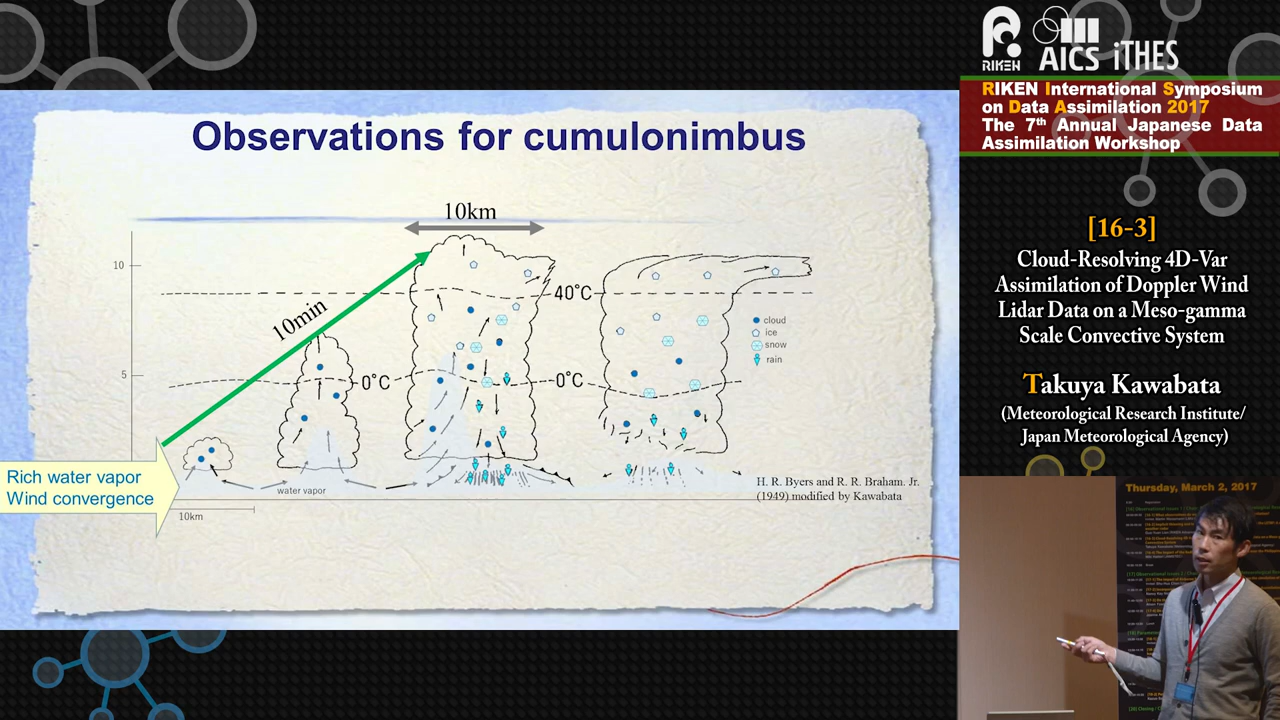 Observations for cumulonimbus
10km
10
40°C
10min
cloud
ice
snow
rain
5
0°C
0°C
Rich water vapor
Wind convergence
water vapor
10km
H. R. Byers and R. R. Braham. Jr.
(1949) modified by Kawabata
RIKEN AICS iTHES
RIKEN International Symposium
on Data Assimilation 2017
The 7th Annual Japanese Data
Assimilation Workshop
[16-3]
Cloud-Resolving 4D-Var
Assimilation of Doppler Wind
Lidar Data on a Meso-gamma
Scale Convective System
Takuya Kawabata
(Meteorological Research Institute/
Japan Meteorological Agency)
Thursday, March 2, 2017